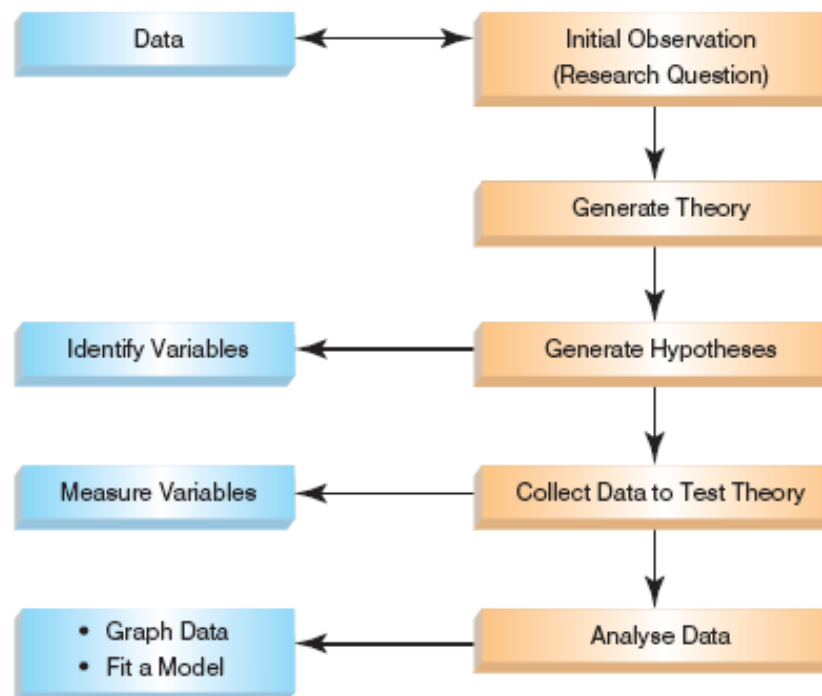 Data
Initial Observation
(Research Question)
Generate Theory
Identify Variables
Generate Hypotheses
Measure Variables
Collect Data to Test Theory
• Graph Data
• Fit a Model
Analyse Data